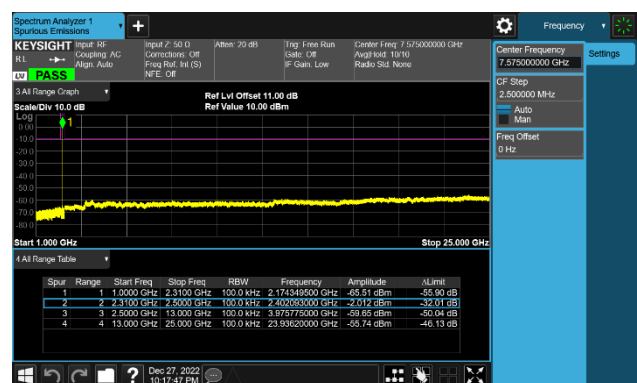 Spectrum Analyzer 1
Spurious Emissions
+
Frequency
KEYSIGHT
RL
LV PASS
Input: RF
Coupling: AC
Align: Auto
Input Z: 50 Ω
Corrections: Off
Freq Ref: Int (S)
NFE: Off
Atten: 20 dB
Trig: Free Run
Gate: Off
IF Gain: Low
Center Freq: 7.575000000 GHz
Avg|Hold: 10/10
Radio Std: None
Center Frequency
7.575000000 GHz
Settings
CF Step
2.500000 MHz
Auto
Man
Freq Offset
0 Hz
3 All Range Graph
Scale/Div 10.0 dB
Ref Lvl Offset 11.00 dB
Ref Value 10.00 dBm
Log
1
0.00
-10.0
-20.0
-30.0
-40.0
-50.0
-60.0
-70.0
-80.0
Start 1.000 GHz
Stop 25.000 GHz
4 All Range Table
Spur Range Start Freq Stop Freq RBW Frequency Amplitude ΔLimit
1 1 1.0000 GHz 2.3100 GHz 100.0 kHz 2.174349500 GHz -65.51 dBm -55.90 dB
2 2 2.3100 GHz 2.5000 GHz 100.0 kHz 2.402093000 GHz -2.012 dBm -32.01 dB
3 3 2.5000 GHz 13.000 GHz 100.0 kHz 3.975775000 GHz -59.65 dBm -50.04 dB
4 4 13.000 GHz 25.000 GHz 100.0 kHz 23.93620000 GHz -55.74 dBm -46.13 dB
?
Dec 27, 2022
10:17:47 PM